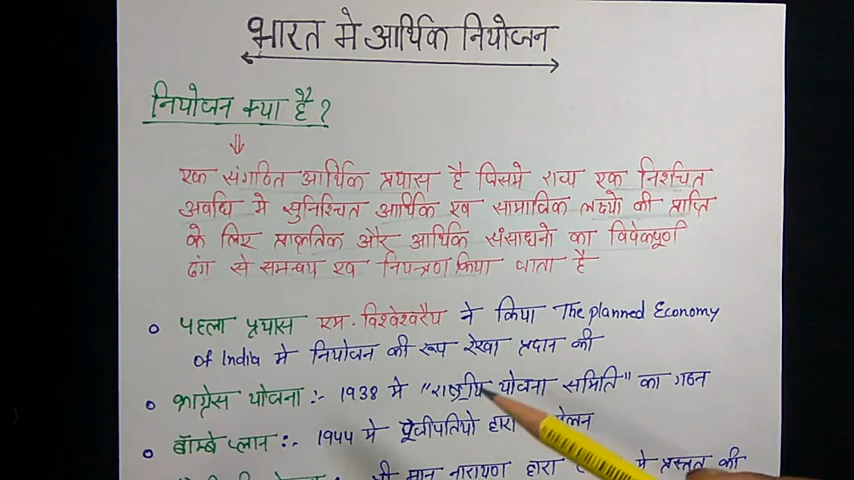 भारत मे आर्थिक नियोजन
नियोजन क्या है ?
एक संगठित आर्थिक प्रयास है जिसमे राज्य एक निश्चित
अवधि मे सुनिश्चित आर्थिक एव सामाजिक लक्ष्यो की प्राप्ति
के लिए प्राकृतिक और आर्थिक संसाधनो का विवेकपूर्ण
ढंग से समन्वय एव नियन्त्रण किया जाता है
पहला प्रयास एम. विश्वेश्वरैय ने किया The planned Economy
of India मे नियोजन की रूप रेखा प्रदान की
काग्रेस योजना :- 1938 मे "राष्ट्रीय योजना समिति" का गठन
बॉम्बे प्लान :- 1944 मे पूँजीपतियो द्वारा
मान नारायण द्वारा मे प्रस्तुत की